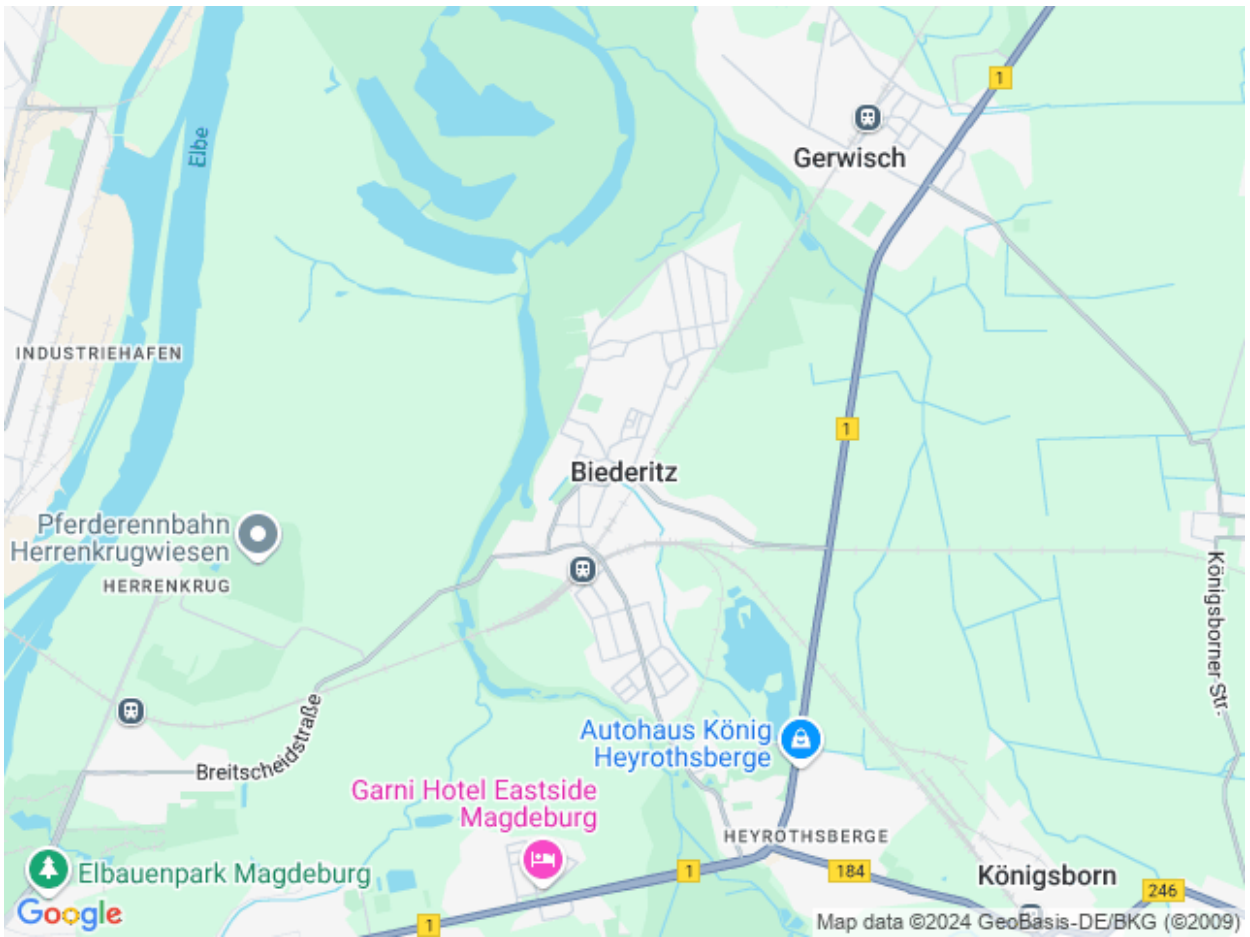 1
Elbe
Gerwisch
INDUSTRIEHAFEN
1
Biederitz
Pferderennbahn
Herrenkrugwiesen
HERRENKRUG
Königsborner Str.
Breitscheidstraße
Autohaus König
Heyrothsberge
Garni Hotel Eastside
Magdeburg
HEYROTHSBERGE
1
184
Elbauenpark Magdeburg
Königsborn
246
Google
1
Map data ©2024 GeoBasis-DE/BKG (©2009)